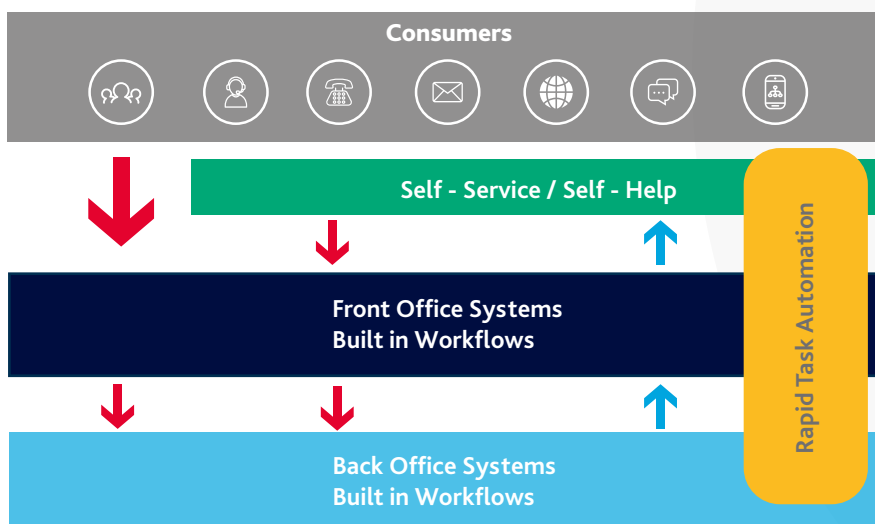 Consumers
Self - Service / Self - Help
Front Office Systems
Built in Workflows
Back Office Systems
Built in Workflows
Rapid Task Automation